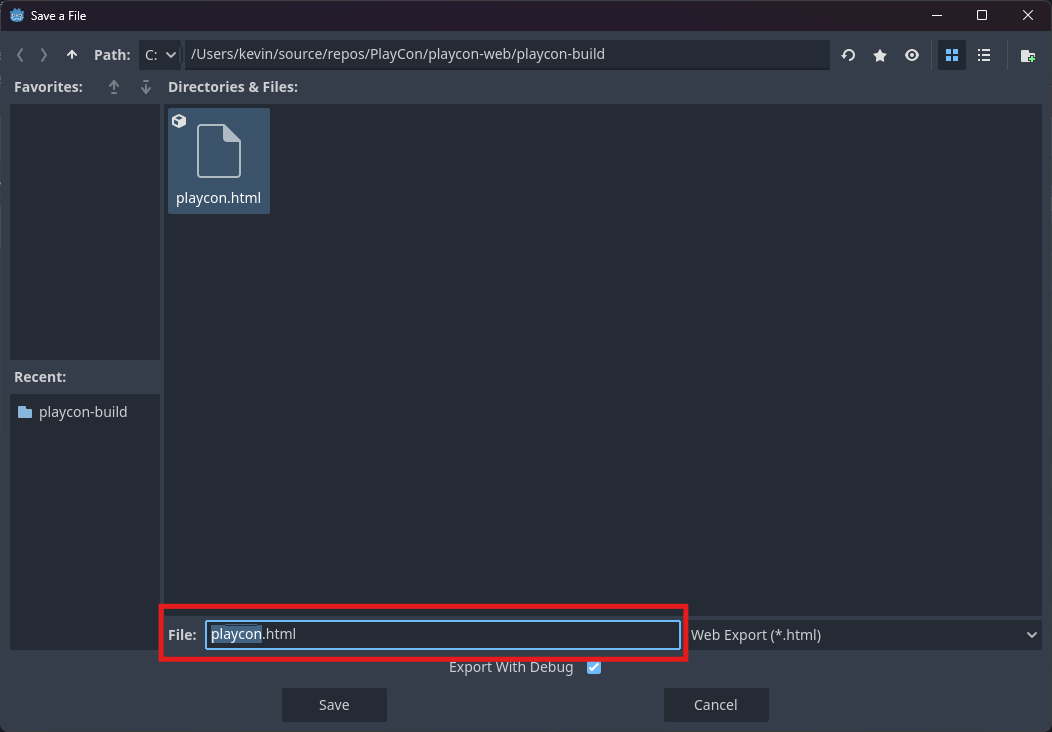 Save a File
Path: C: /Users/kevin/source/repos/PlayCon/playcon-web/playcon-build
Favorites:
Directories & Files:
playcon.html
Recent:
playcon-build
File: playcon.html Web Export (*.html)
Export With Debug
Save Cancel